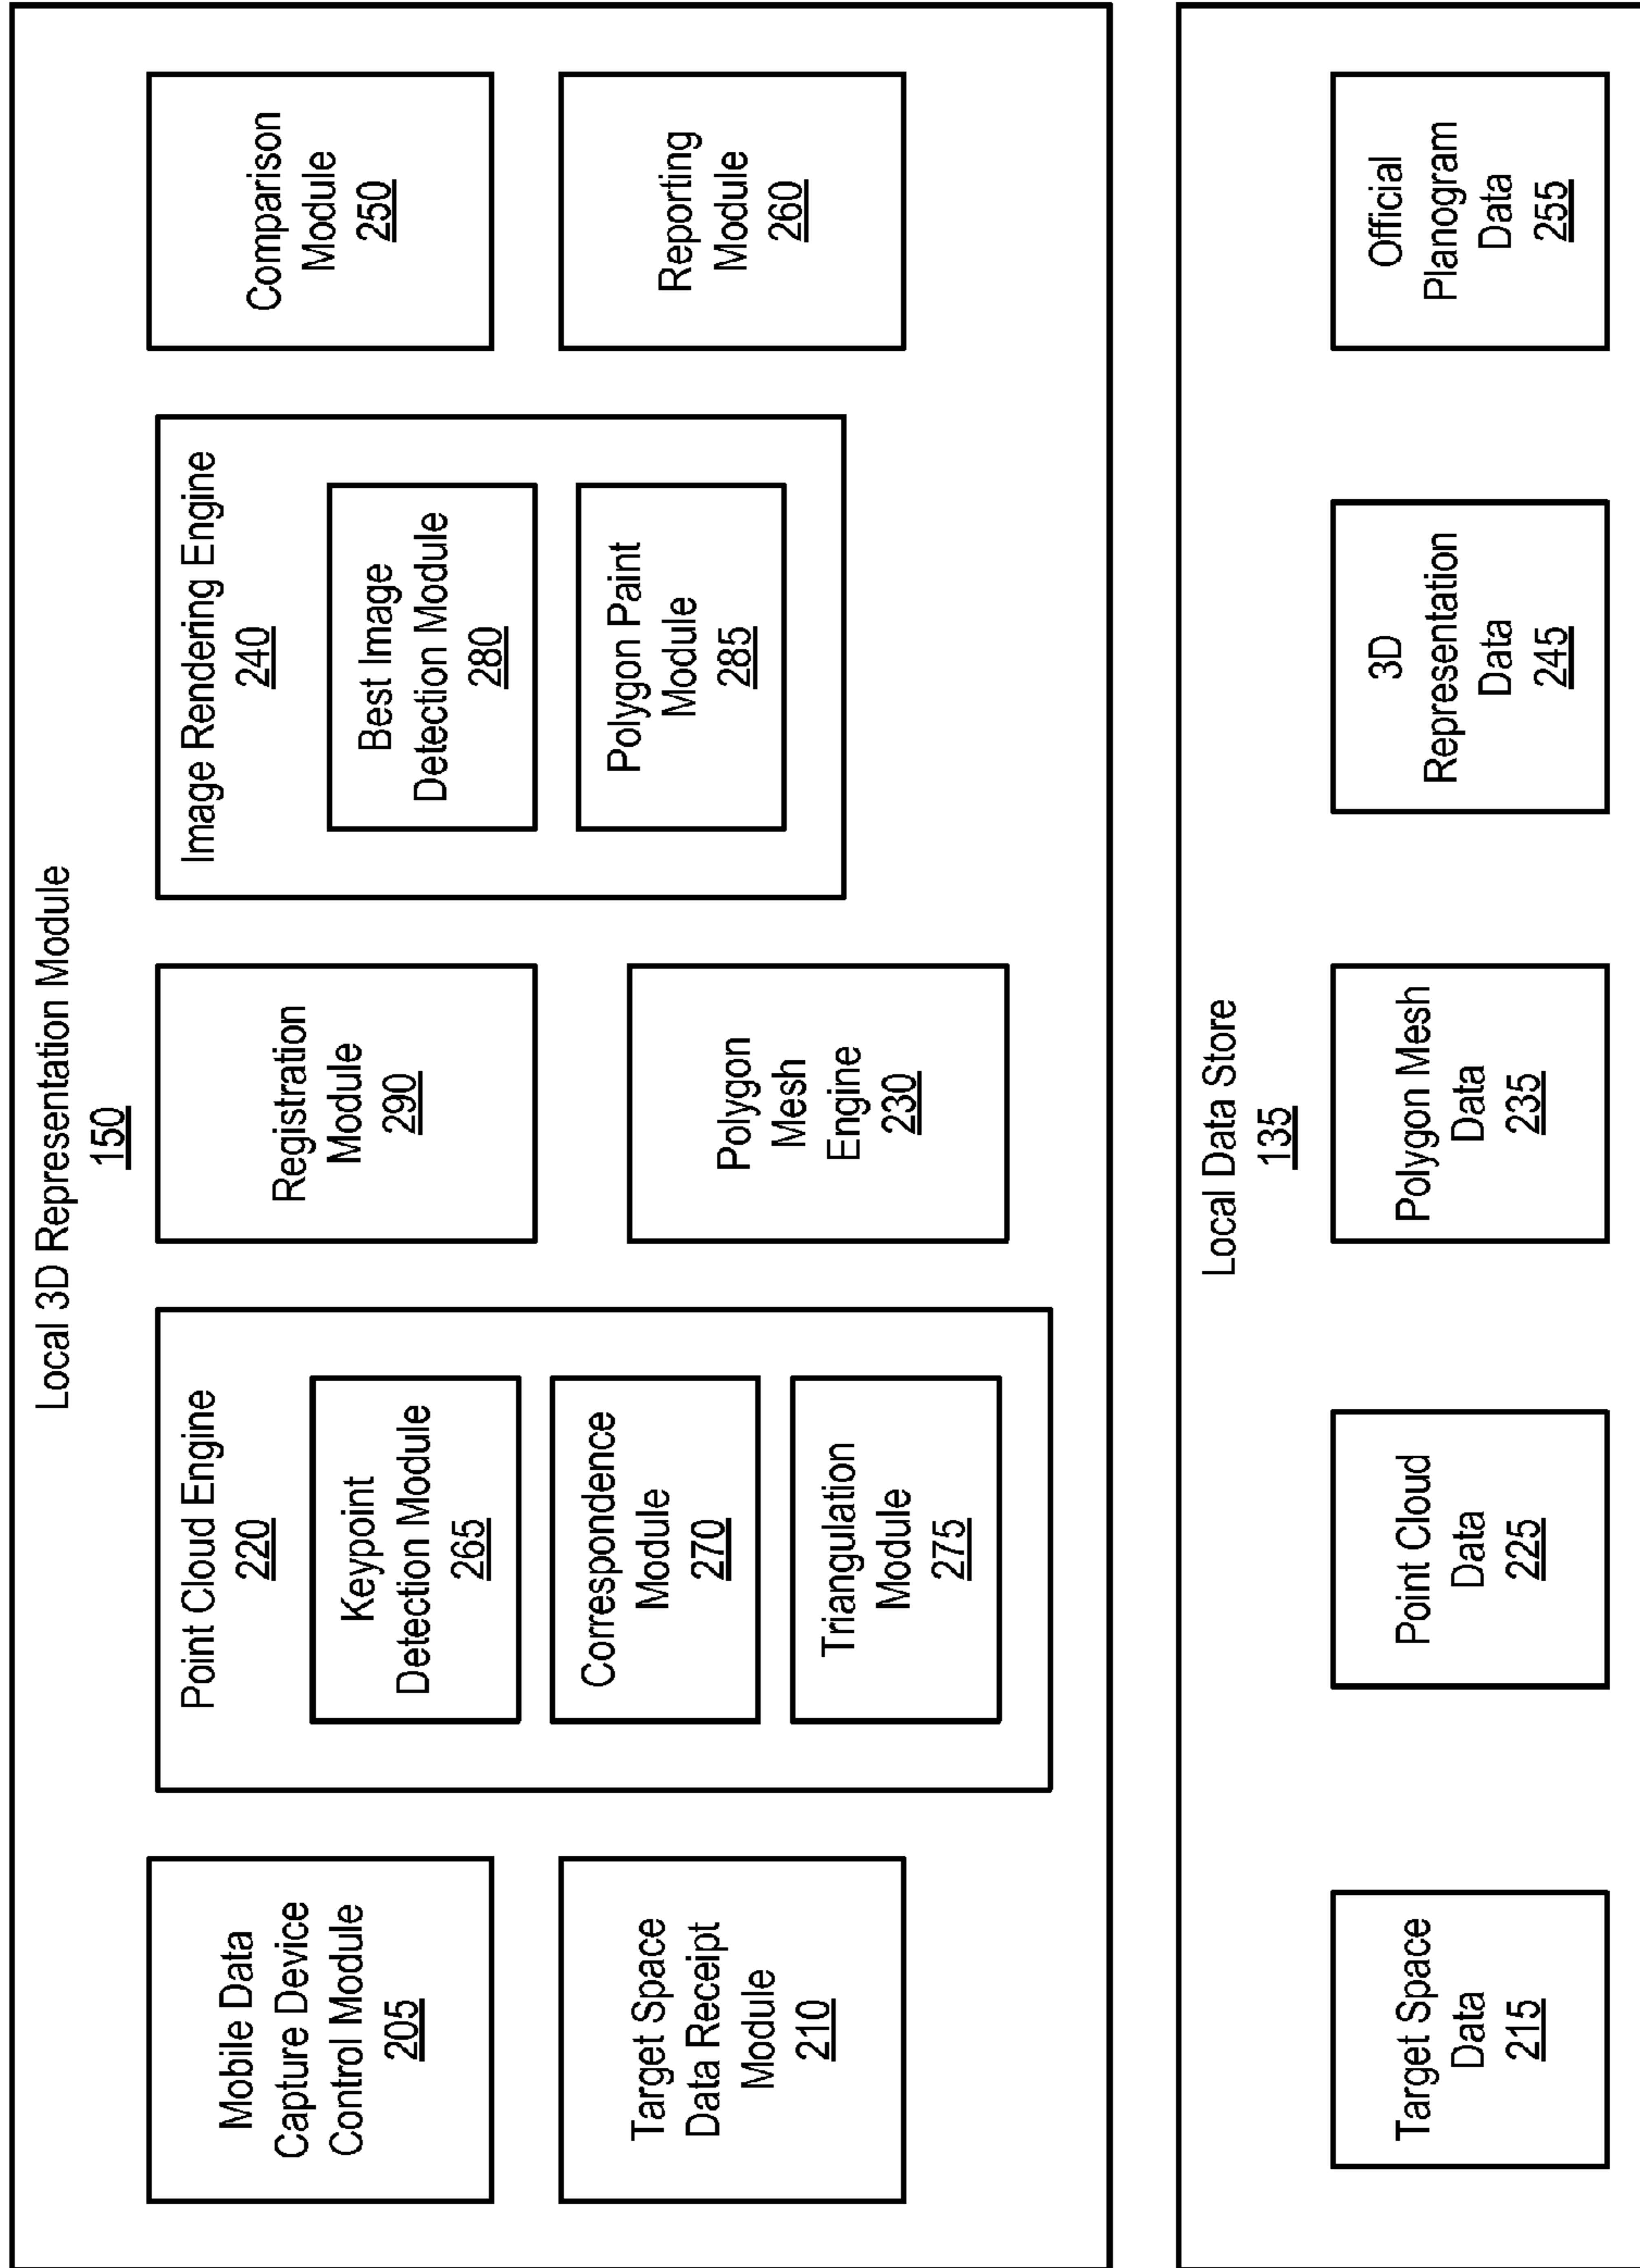 Local 3D Representation Module
150
Mobile Data
Capture Device
Control Module
205
Target Space
Data Receipt
Module
210
Point Cloud Engine
220
Keypoint
Detection Module
265
Correspondence
Module
270
Triangulation
Module
275
Registration
Module
290
Polygon
Mesh
Engine
230
Image Rendering Engine
240
Best Image
Detection Module
280
Polygon Paint
Module
285
Comparison
Module
250
Reporting
Module
260
Local Data Store
135
Target Space
Data
215
Point Cloud
Data
225
Polygon Mesh
Data
235
3D
Representation
Data
245
Official
Planogram
Data
255